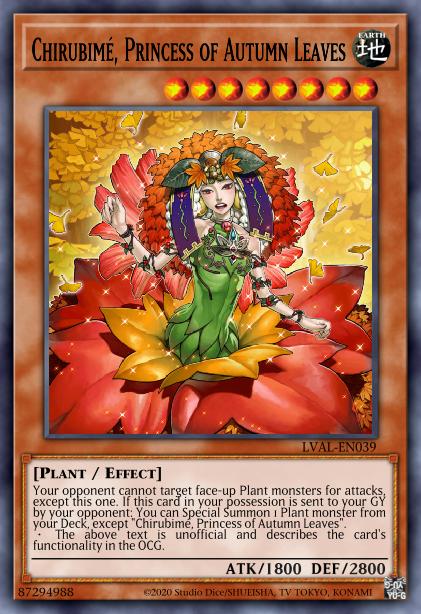 Chirubimé, Princess of Autumn Leaves
EARTH
地
LVAL-EN039
[Plant / Effect]
Your opponent cannot target face-up Plant monsters for attacks,
except this one. If this card in your possession is sent to your GY
by your opponent: You can Special Summon 1 Plant monster from
your Deck, except "Chirubimé, Princess of Autumn Leaves".
· The above text is unofficial and describes the card's
functionality in the OCG.
ATK/1800 DEF/2800
87294988
©2020 Studio Dice/SHUEISHA, TV TOKYO, KONAMI